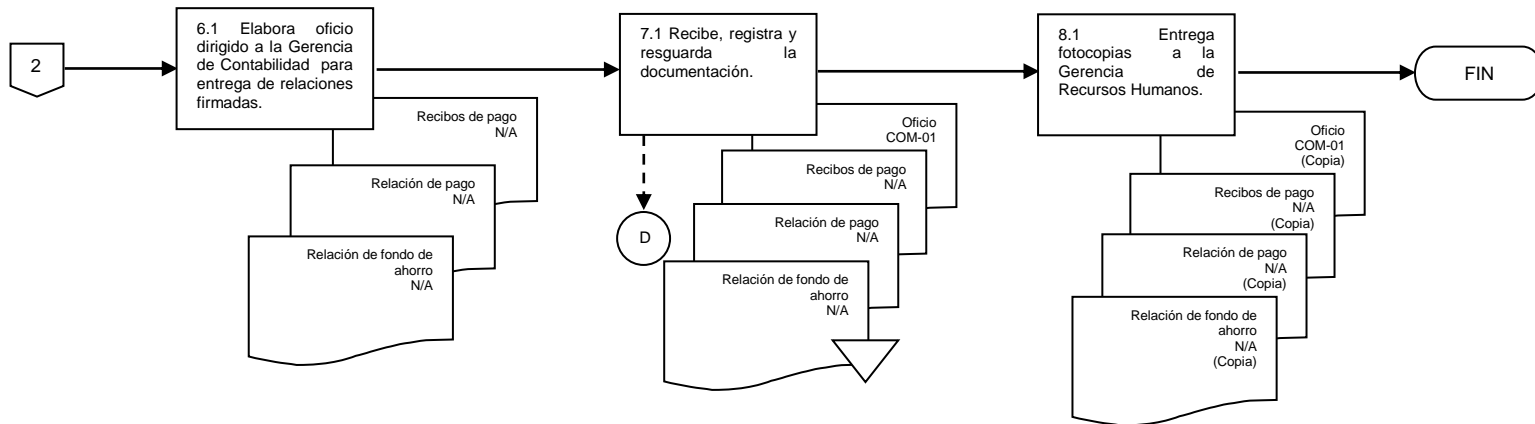 2
6.1 Elabora oficio
dirigido a la Gerencia
de Contabilidad para
entrega de relaciones
firmadas.
Recibos de pago
N/A
Relación de pago
N/A
Relación de fondo de
ahorro
N/A
7.1 Recibe, registra y
resguarda la
documentación.
Oficio
COM-01
Recibos de pago
N/A
Relación de pago
N/A
Relación de fondo de
ahorro
N/A
D
8.1 Entrega
fotocopias a la
Gerencia de
Recursos Humanos.
Oficio
COM-01
(Copia)
Recibos de pago
N/A
(Copia)
Relación de pago
N/A
(Copia)
Relación de fondo de
ahorro
N/A
(Copia)
FIN